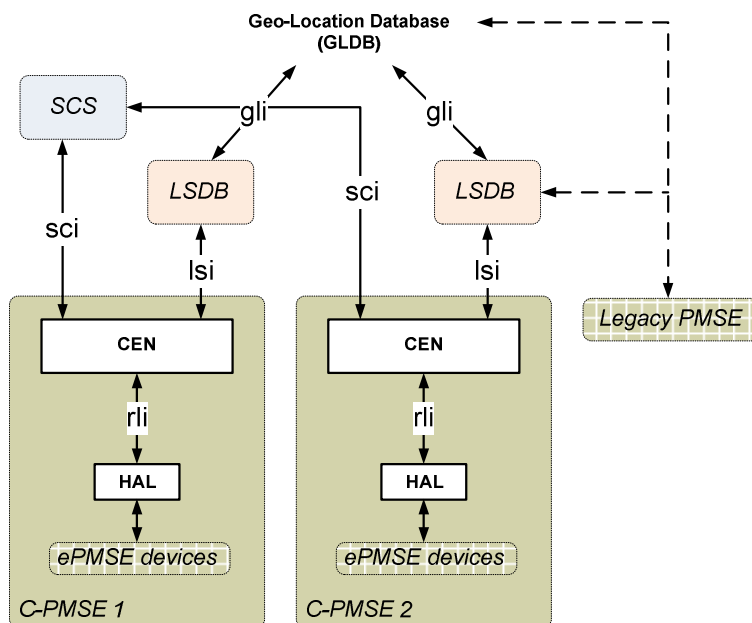 Geo-Location Database
(GLDB)
SCS
gli
gli
LSDB
sci
LSDB
sci
lsi
lsi
Legacy PMSE
CEN
CEN
rli
rli
HAL
HAL
ePMSE devices
ePMSE devices
C-PMSE 1
C-PMSE 2